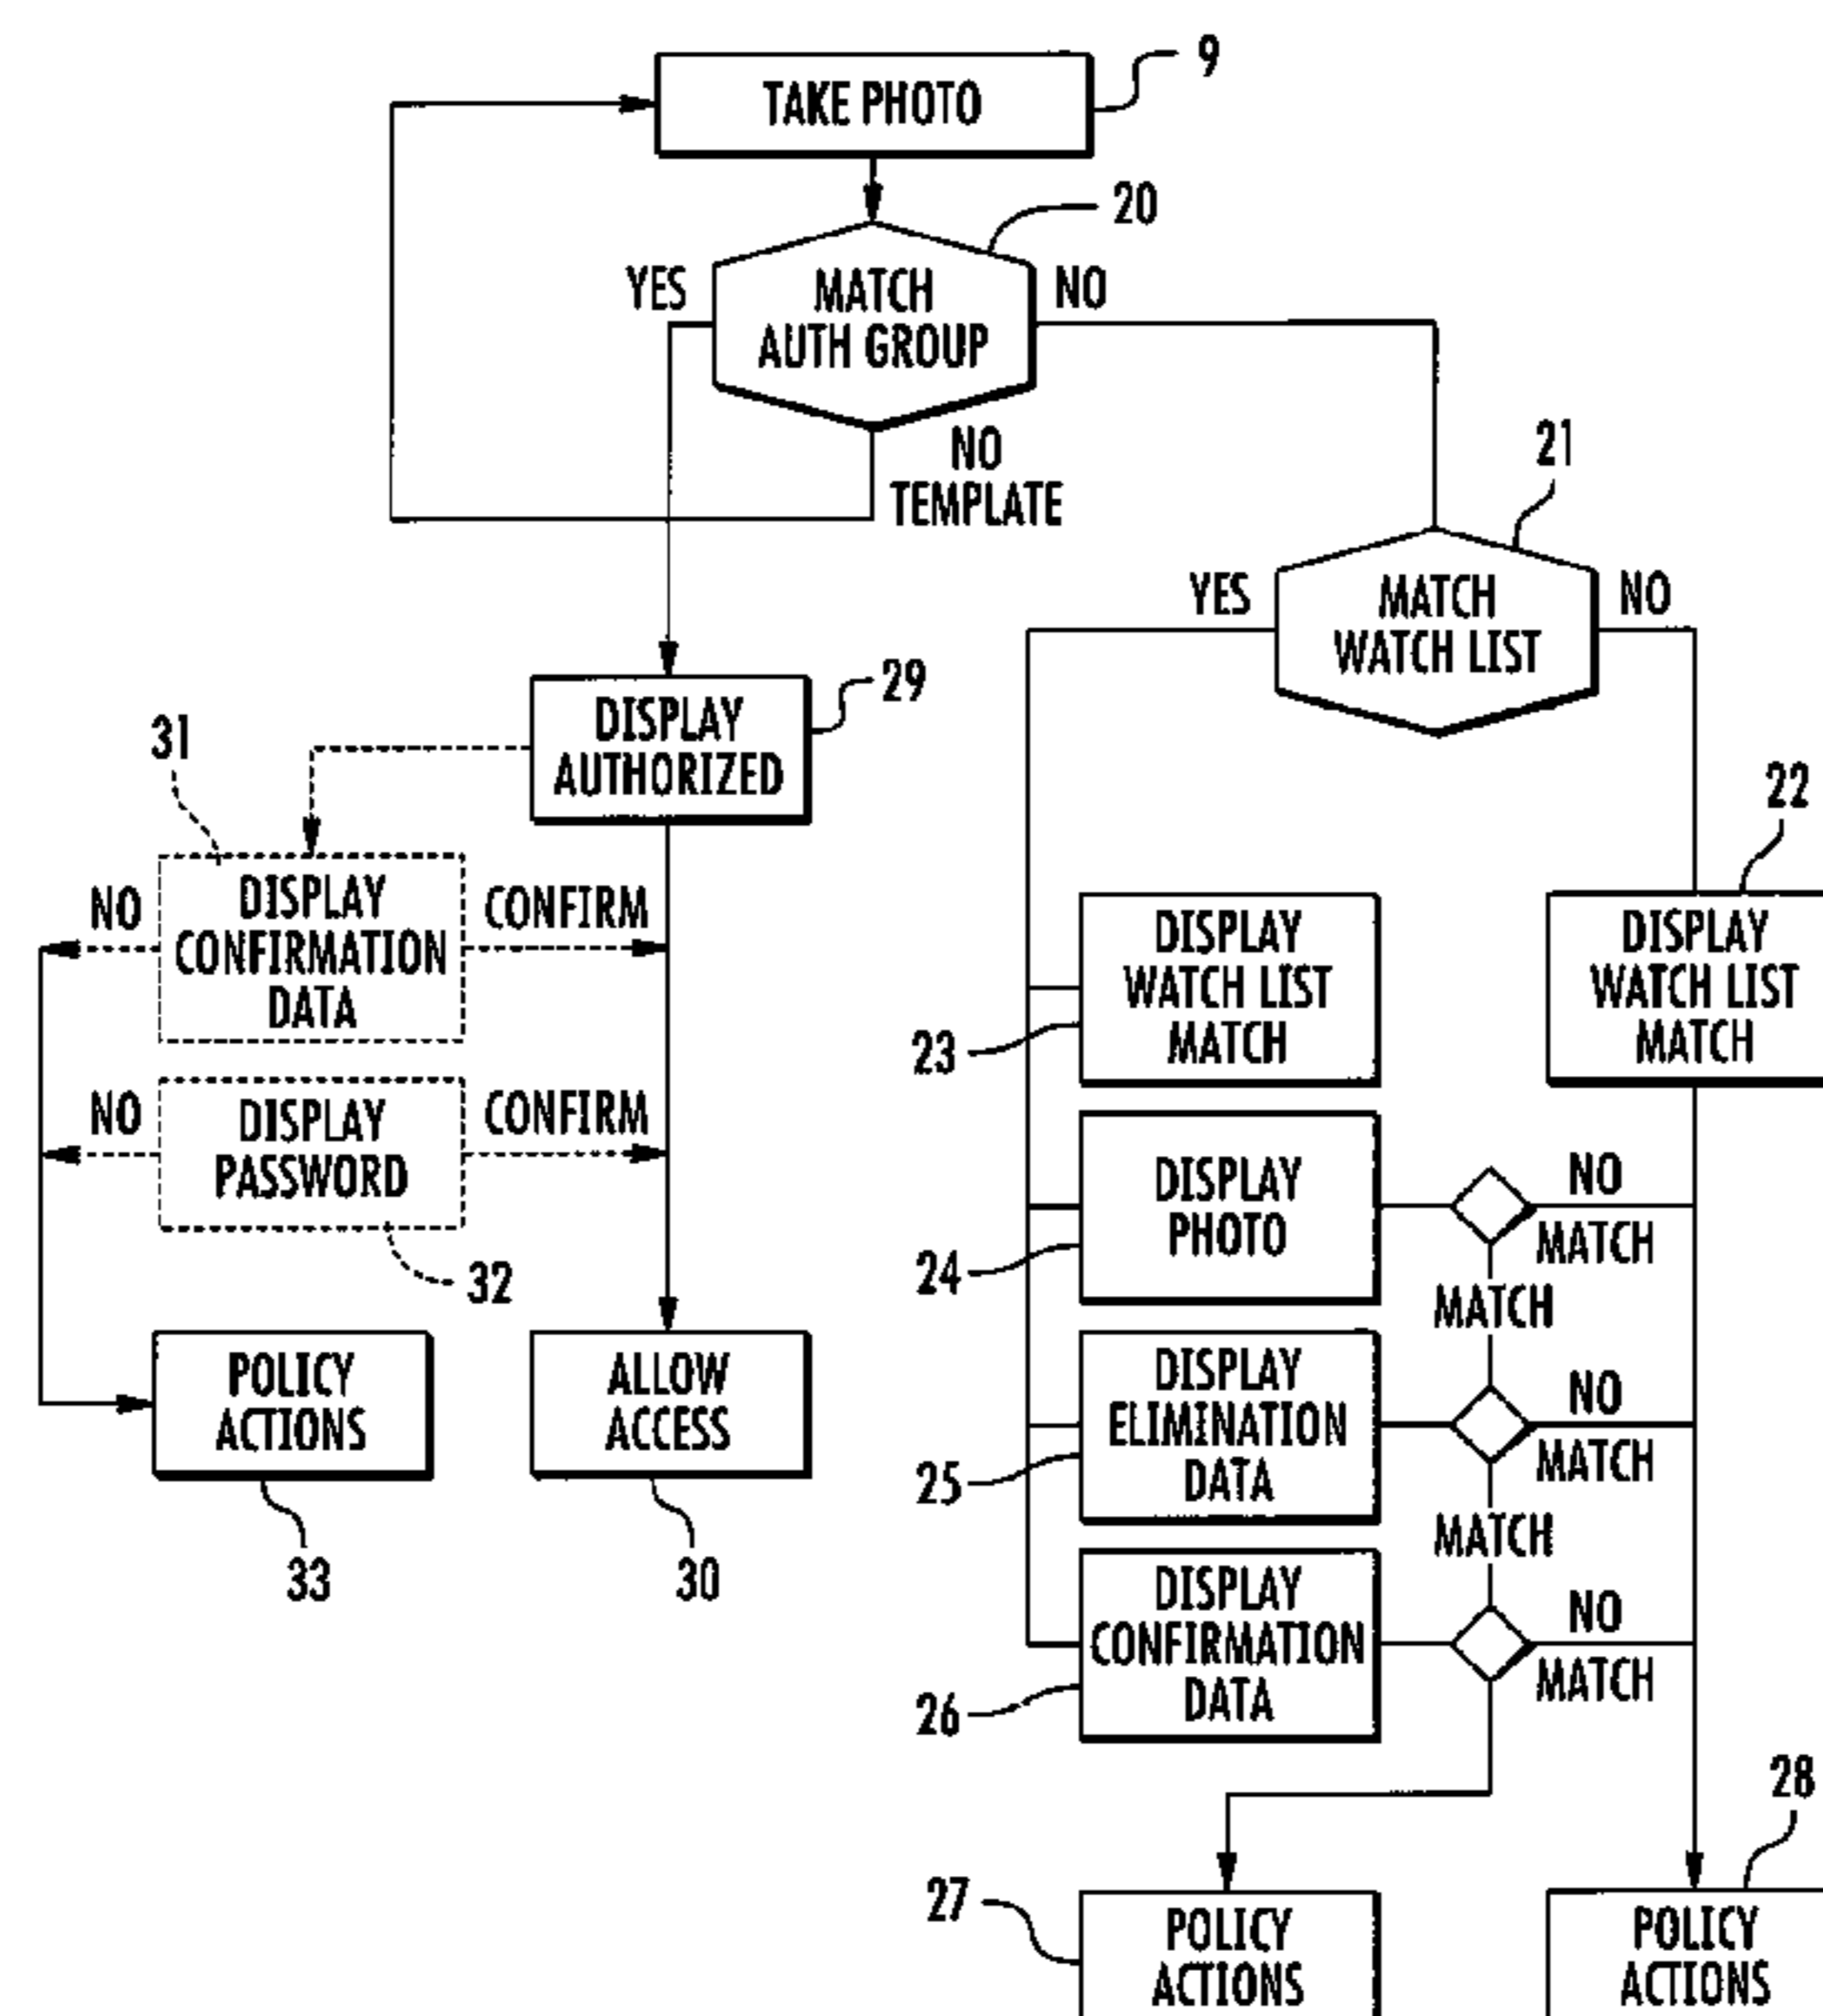 9
TAKE PHOTO
20
YES
MATCH
AUTH GROUP
NO
NO
TEMPLATE
21
YES
MATCH
WATCH LIST
NO
29
DISPLAY
AUTHORIZED
31
22
NO
DISPLAY
CONFIRMATION
DATA
CONFIRM
DISPLAY
WATCH LIST
MATCH
23
DISPLAY
WATCH LIST
MATCH
NO
DISPLAY
PASSWORD
CONFIRM
32
DISPLAY
PHOTO
24
NO
MATCH
MATCH
POLICY
ACTIONS
33
ALLOW
ACCESS
30
DISPLAY
ELIMINATION
DATA
25
NO
MATCH
MATCH
DISPLAY
CONFIRMATION
DATA
26
NO
MATCH
28
27
POLICY
ACTIONS
POLICY
ACTIONS